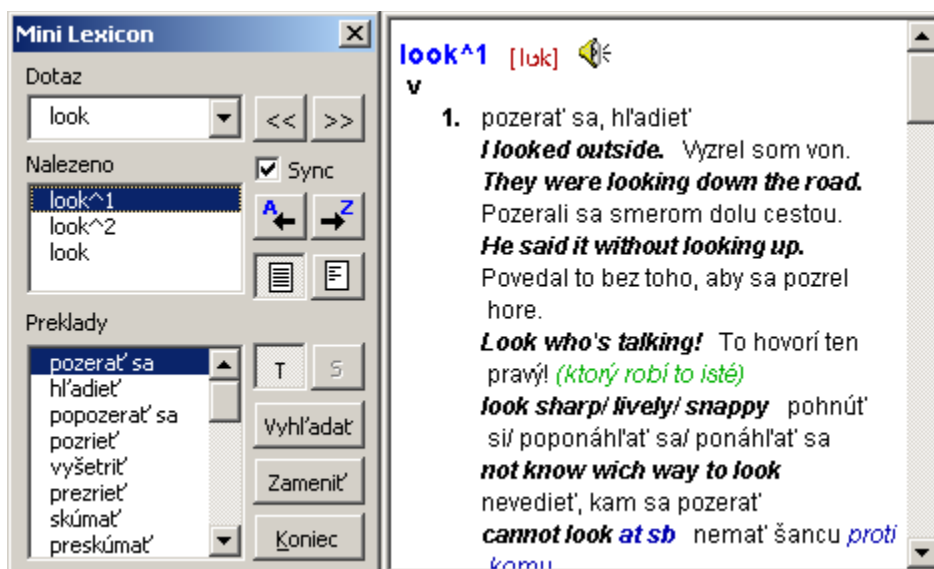 Mini Lexicon
Dotaz
look
<< >>
Nalezeno
Sync
look^1
look^2
look
A Z
Preklady
pozerať sa
hľadieť
popozerať sa
pozrieť
vyšetriť
prezrieť
skúmať
preskúmať
T S
Vyhľadať
Zameniť
Koniec
look^1 [lʊk]
v
1. pozerať sa, hľadieť
I looked outside. Vyzrel som von.
They were looking down the road.
Pozerali sa smerom dolu cestou.
He said it without looking up.
Povedal to bez toho, aby sa pozrel
hore.
Look who's talking! To hovorí ten
pravý! (ktorý robí to isté)
look sharp/ lively/ snappy pohnúť
si/ poponáhľať sa/ ponáhľať sa
not know wich way to look
nevedieť, kam sa pozerať
cannot look at sb nemať šancu proti
komu